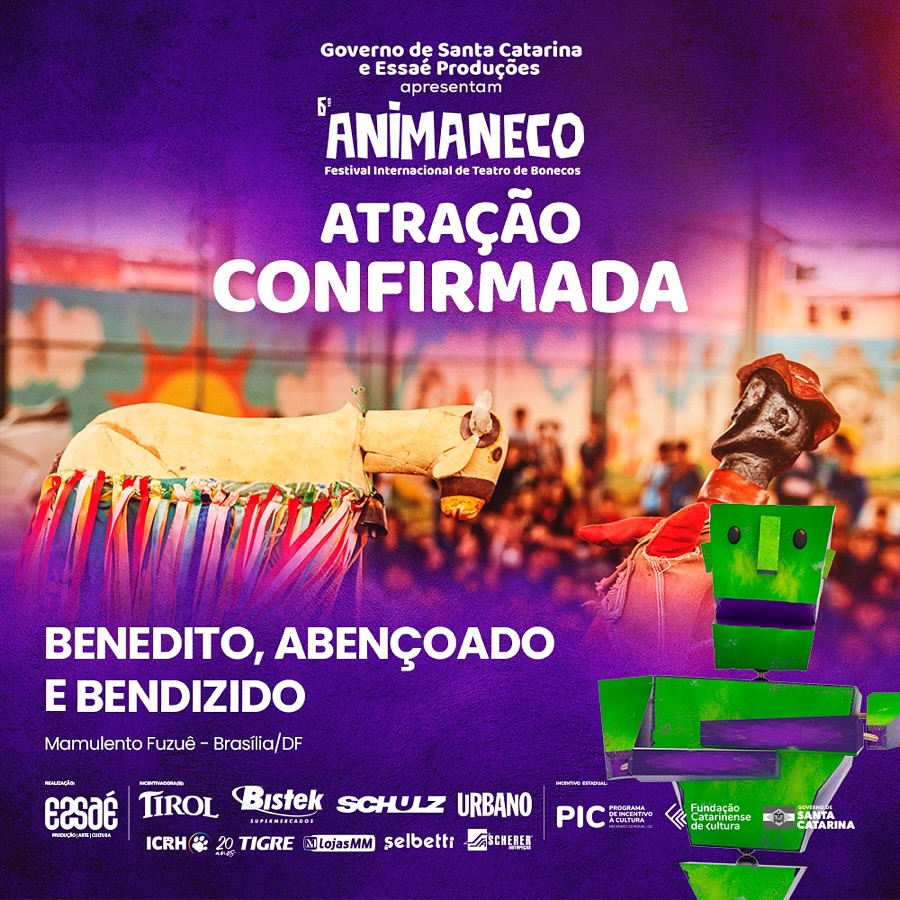 Governo de Santa Catarina
e Essaé Produções
apresentam
6º ANIMANECO
Festival Internacional de Teatro de Bonecos
ATRAÇÃO
CONFIRMADA
BENEDITO, ABENÇOADO
E BENDIZIDO
Mamulento Fuzuê - Brasília/DF
REALIZAÇÃO:
essaé
PRODUÇÃO|ARTE|CULTURA
INCENTIVADORA(S):
TIROL
Bistek
SUPERMERCADOS
SCHULZ
URBANO
ICRH
20 anos
TIGRE
LojasMM
selbetti
SCHERER
AUTOPEÇAS
INCENTIVO ESTADUAL:
PIC
PROGRAMA
DE INCENTIVO
À CULTURA
Fundação
Catarinense
de cultura
GOVERNO DE
SANTA
CATARINA